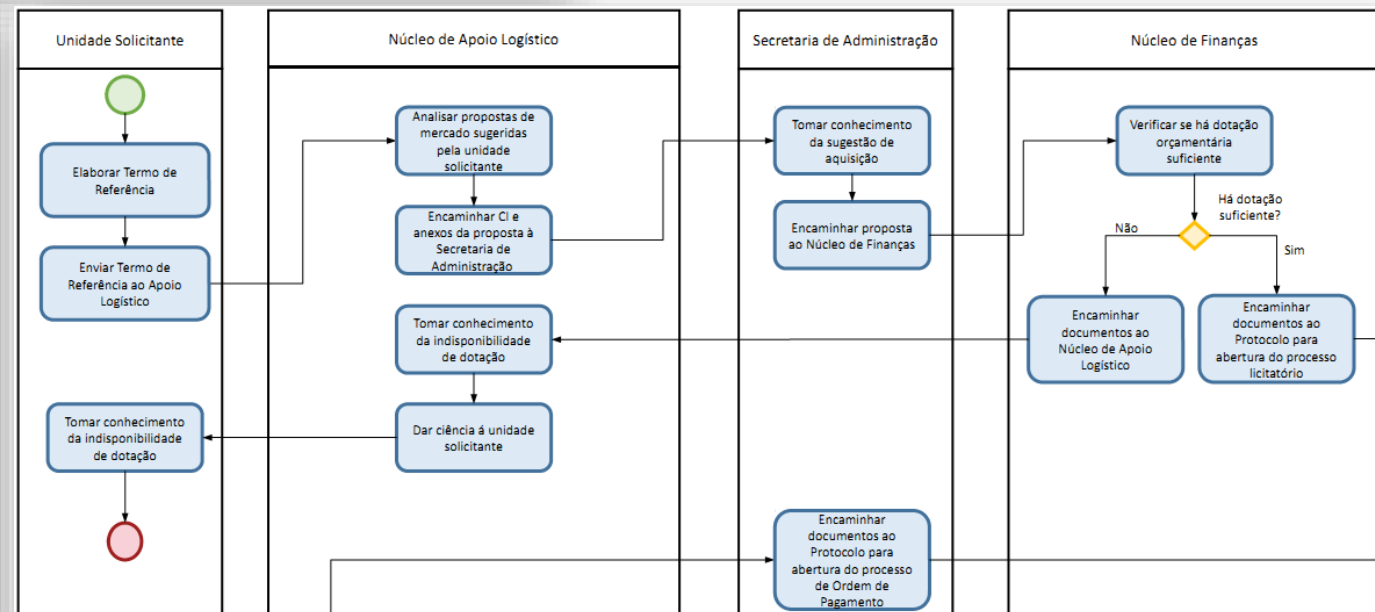 Unidade Solicitante
Núcleo de Apoio Logístico
Secretaria de Administração
Núcleo de Finanças
Elaborar Termo de
Referência
Enviar Termo de
Referência ao Apoio
Logístico
Analisar propostas de
mercado sugeridas
pela unidade
solicitante
Encaminhar CI e
anexos da proposta à
Secretaria de
Administração
Tomar conhecimento
da sugestão de
aquisição
Encaminhar proposta
ao Núcleo de Finanças
Verificar se há dotação
orçamentária
suficiente
Há dotação
suficiente?
Não
Sim
Encaminhar
documentos ao
Núcleo de Apoio
Logístico
Encaminhar
documentos ao
Protocolo para
abertura do processo
licitatório
Tomar conhecimento
da indisponibilidade
de dotação
Dar ciência á unidade
solicitante
Tomar conhecimento
da indisponibilidade
de dotação
Encaminhar
documentos ao
Protocolo para
abertura do processo
de Ordem de
Pagamento